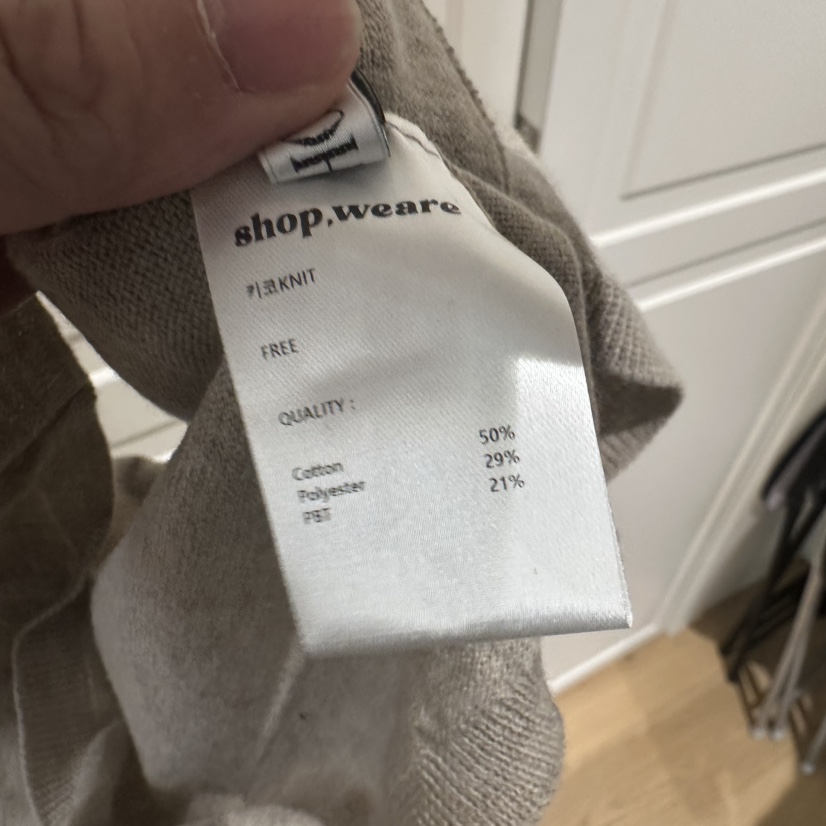 shop,weare
키코KNIT
FREE
QUALITY :
Cotton 50%
Polyester 29%
PBT 21%